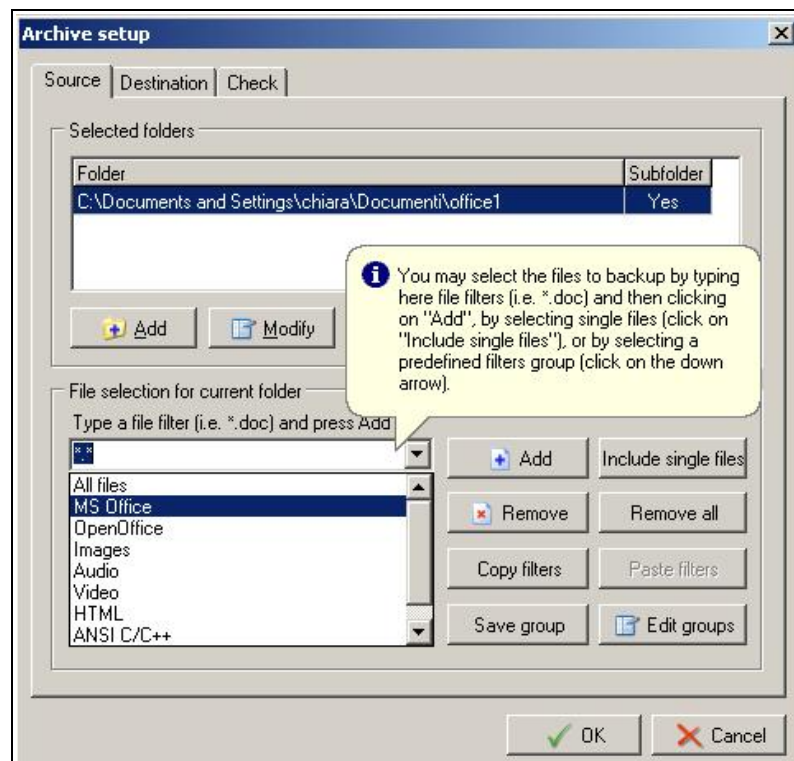 Archive setup
Source Destination Check
Selected folders
Folder Subfolder
C:\Documents and Settings\chiara\Documenti\office1 Yes
You may select the files to backup by typing
here file filters (i.e. *.doc) and then clicking
on "Add", by selecting single files (click on
"Include single files"), or by selecting a
predefined filters group (click on the down
arrow).
Add Modify
File selection for current folder
Type a file filter (i.e. *.doc) and press Add
*.*
Add Include single files
All files
MS Office
OpenOffice
Images
Audio
Video
HTML
ANSI C/C++
Remove Remove all
Copy filters Paste filters
Save group Edit groups
OK Cancel